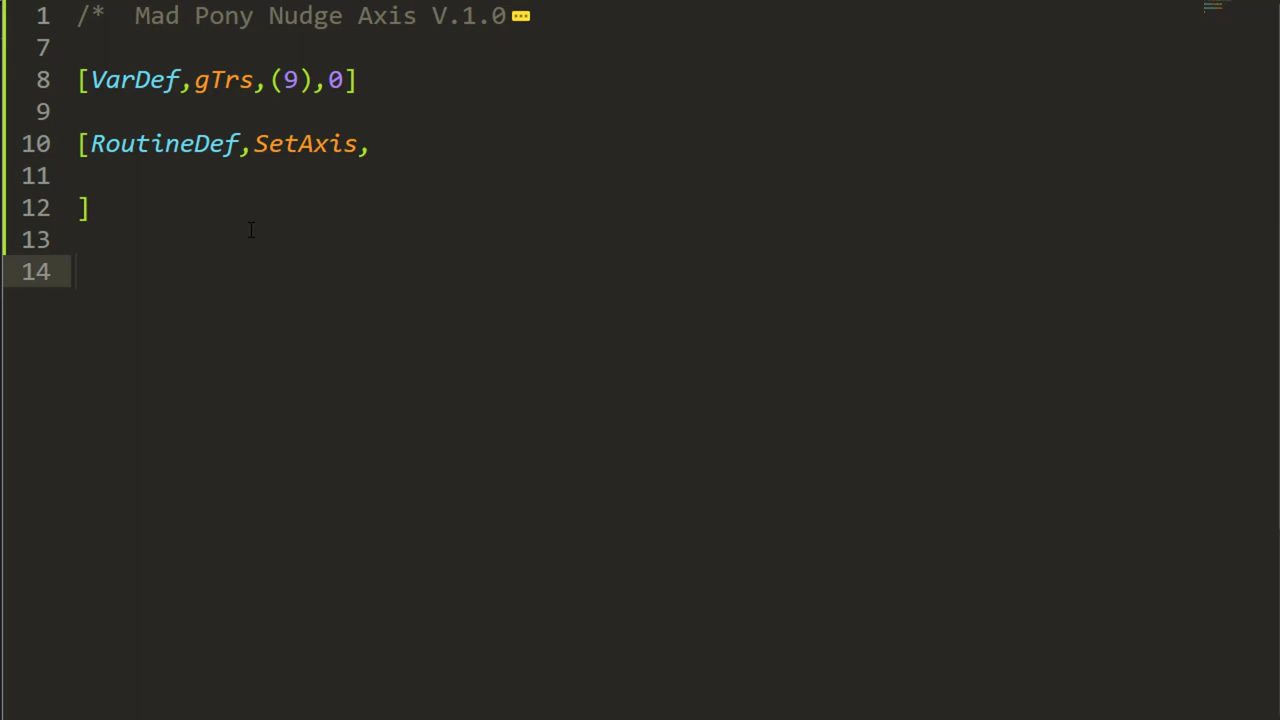 1 /*  Mad Pony Nudge Axis V.1.0
7
8 [VarDef,gTrs,(9),0]
9
10 [RoutineDef,SetAxis,
11
12 ]
13
14